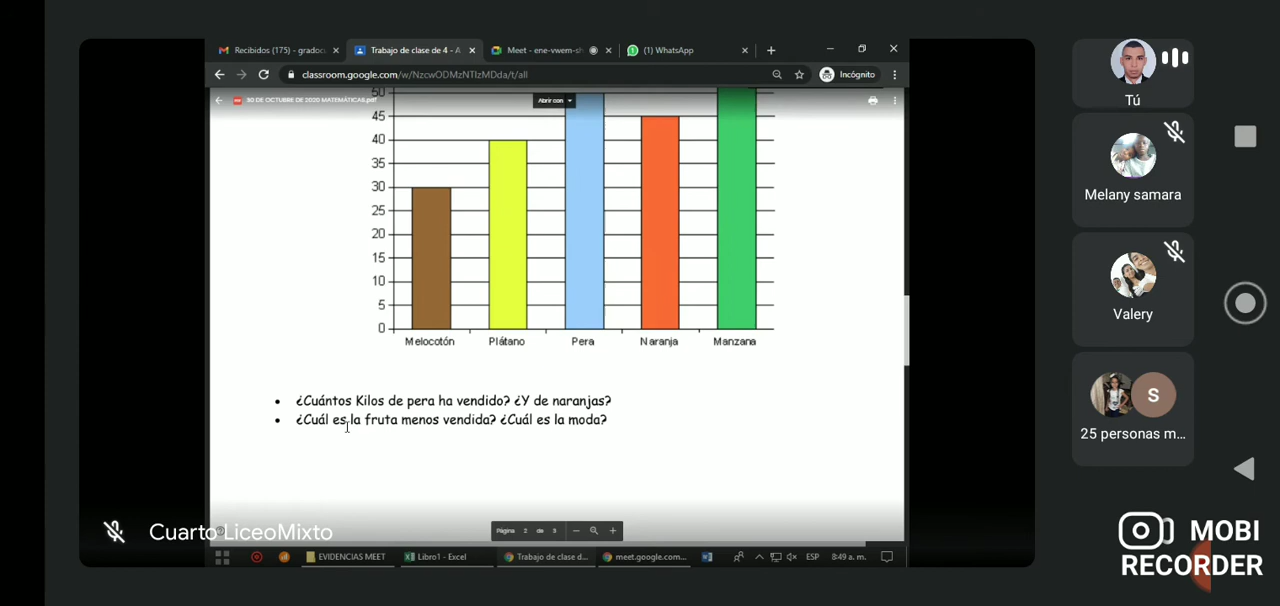 Recibidos (175) - gradoc
Trabajo de clase de 4 - A
Meet - ene-vwem-sh
(1) WhatsApp
classroom.google.com/w/NzcwODMzNTIzMDda/t/all
Incógnito
30 DE OCTUBRE DE 2020 MATEMÁTICAS.pdf
Abrir con
50
45
40
35
30
25
20
15
10
5
0
Melocotón Plátano Pera Naranja Manzana
• ¿Cuántos Kilos de pera ha vendido? ¿Y de naranjas?
• ¿Cuál es la fruta menos vendida? ¿Cuál es la moda?
Página 2 de 3
Cuarto LiceoMixto
EVIDENCIAS MEET
Libro1 - Excel
Trabajo de clase d...
meet.google.com...
ESP
8:49 a. m.
Tú
Melany samara
Valery
S
25 personas m...
MOBI
RECORDER